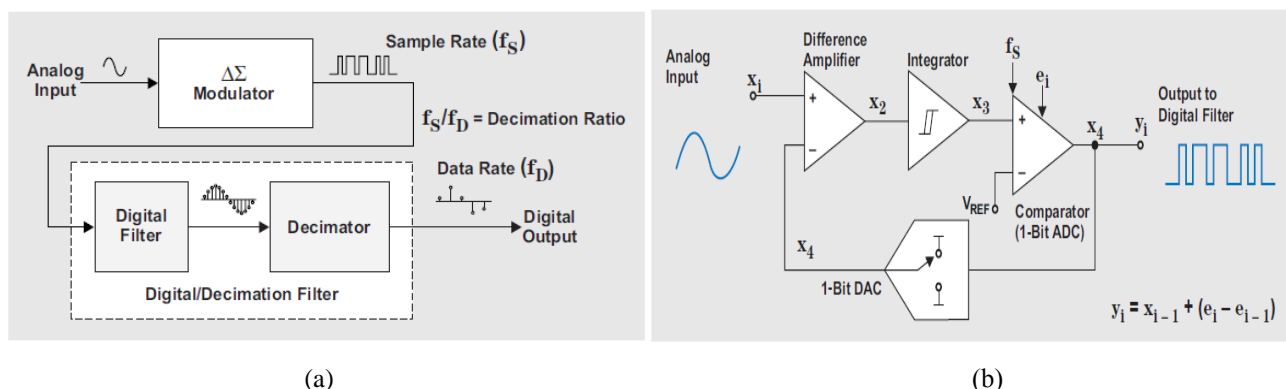 Analog
Input
ΔΣ
Modulator
Sample Rate (fS)
fS/fD = Decimation Ratio
Data Rate (fD)
Digital
Filter
Decimator
Digital
Output
Digital/Decimation Filter
(a)
Analog
Input
xi
Difference
Amplifier
+
−
x2
Integrator
x3
fS
ei
+
−
VREF
Comparator
(1-Bit ADC)
x4
yi
Output to
Digital Filter
x4
1-Bit DAC
yi = xi – 1 + (ei – ei – 1)
(b)